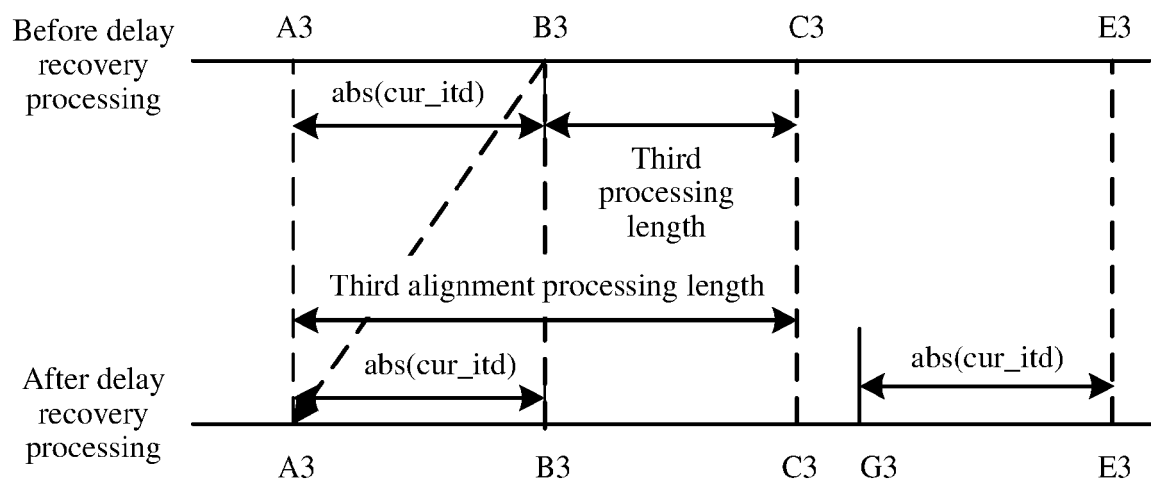 A3 B3 C3 E3
Before delay
recovery
processing
abs(cur_itd)
Third
processing
length
Third alignment processing length
abs(cur_itd)
abs(cur_itd)
After delay
recovery
processing
A3 B3 C3 G3 E3